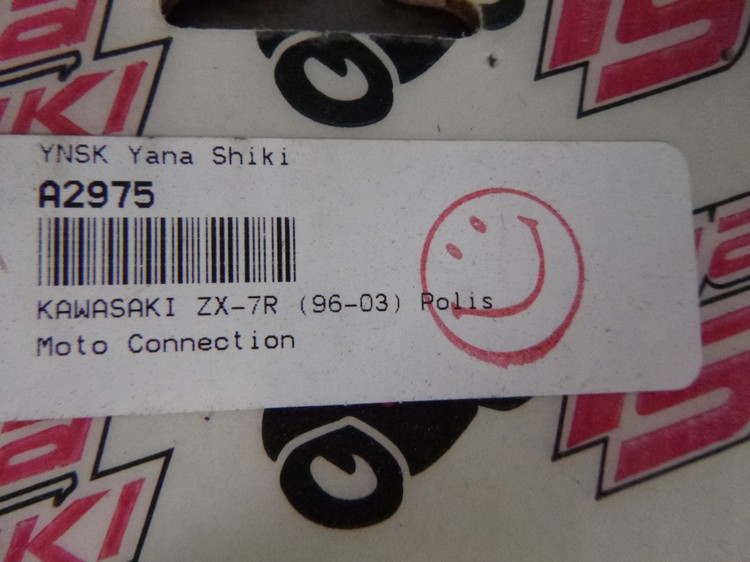 YNSK Yana Shiki
A2975
KAWASAKI ZX-7R (96-03) Polis
Moto Connection